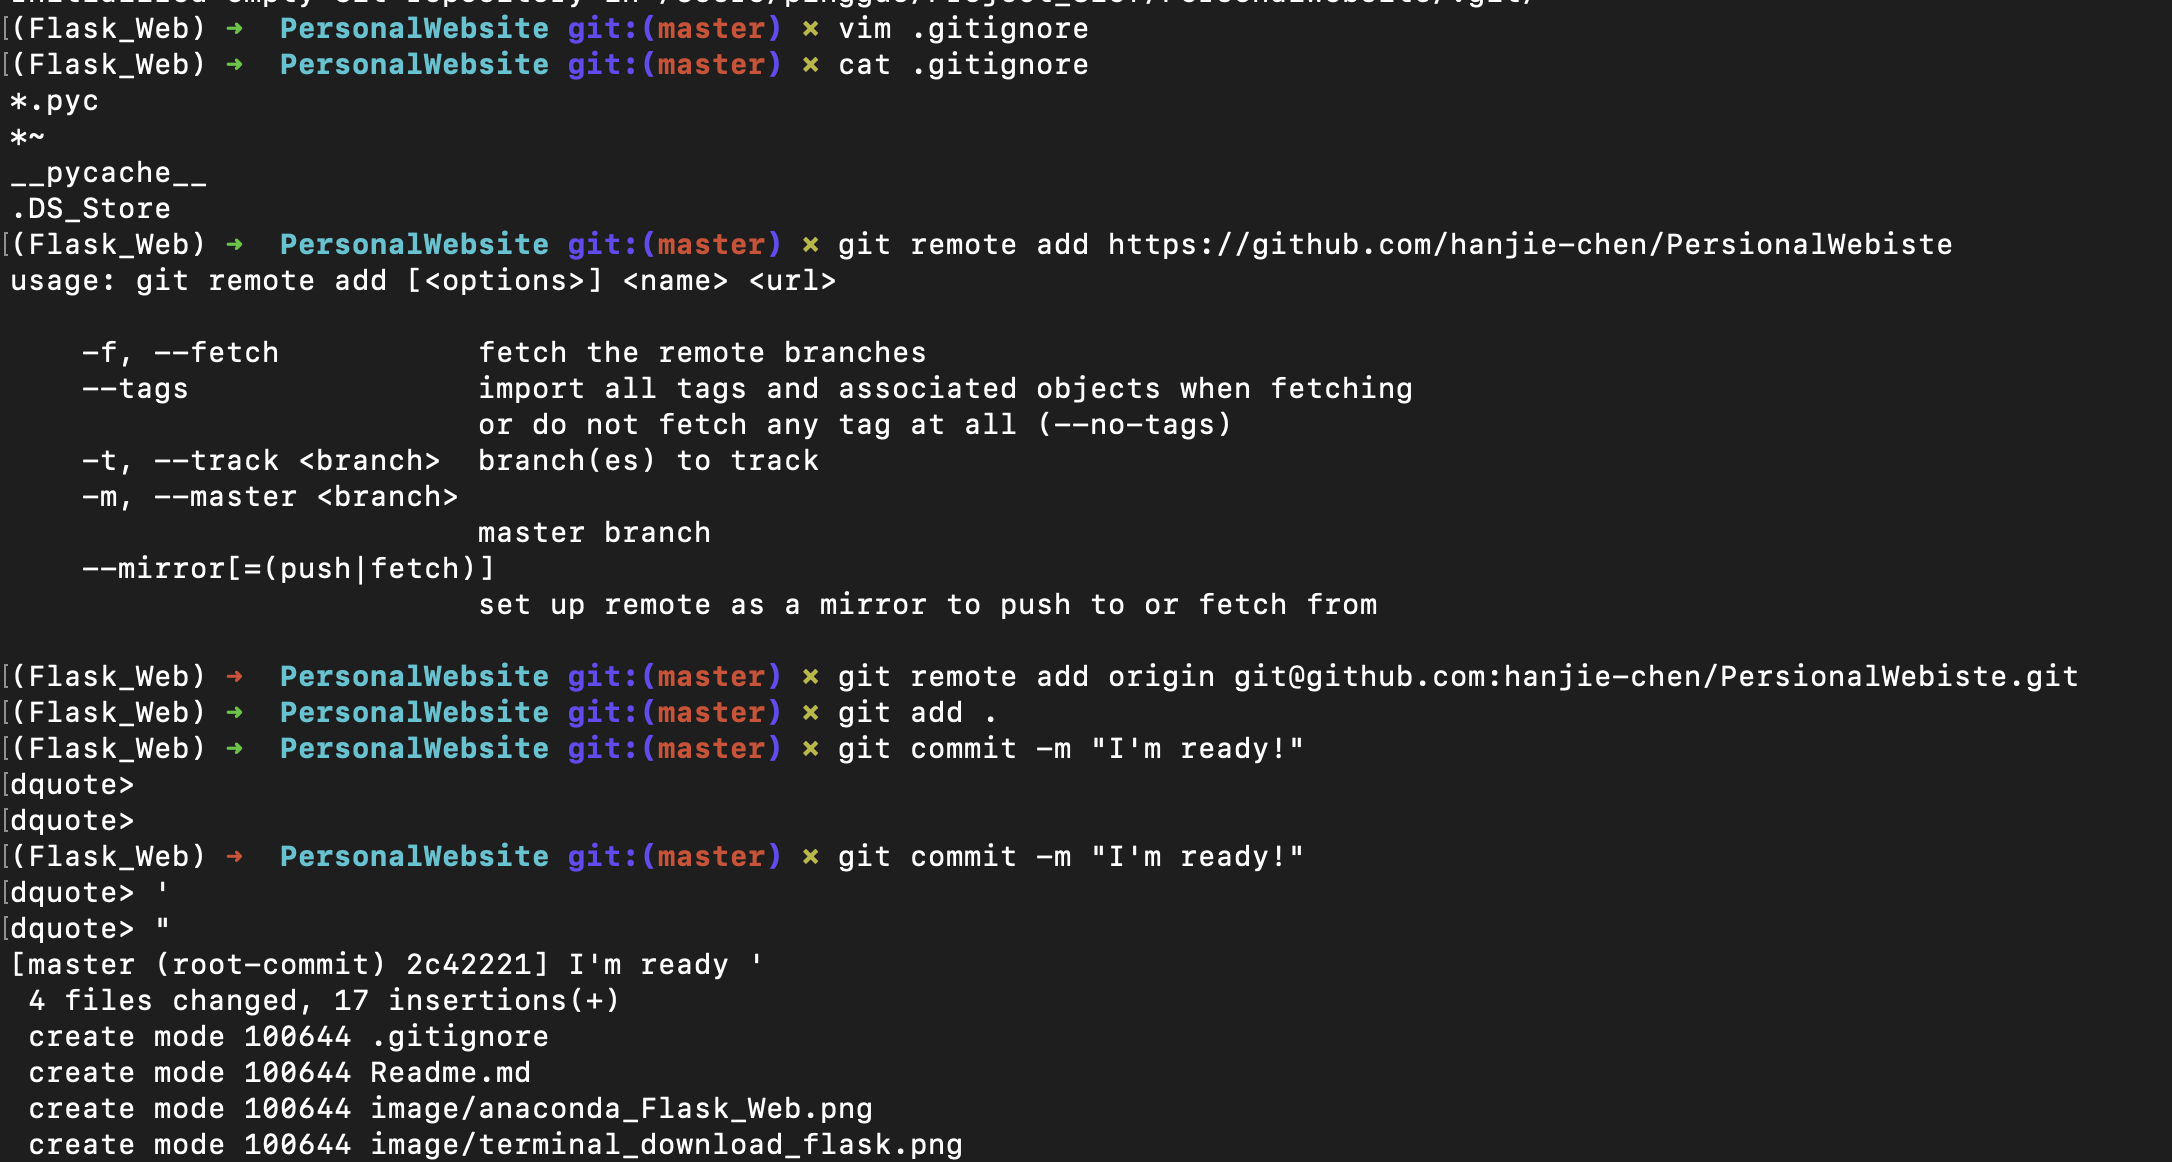 (Flask_Web) ➜  PersonalWebsite git:(master) ✗ vim .gitignore
[(Flask_Web) ➜  PersonalWebsite git:(master) ✗ cat .gitignore
*.pyc
*~
__pycache__
.DS_Store
[(Flask_Web) ➜  PersonalWebsite git:(master) ✗ git remote add https://github.com/hanjie-chen/PersionalWebiste
usage: git remote add [<options>] <name> <url>

    -f, --fetch           fetch the remote branches
    --tags                import all tags and associated objects when fetching
                          or do not fetch any tag at all (--no-tags)
    -t, --track <branch>  branch(es) to track
    -m, --master <branch>
                          master branch
    --mirror[=(push|fetch)]
                          set up remote as a mirror to push to or fetch from

[(Flask_Web) ➜  PersonalWebsite git:(master) ✗ git remote add origin git@github.com:hanjie-chen/PersionalWebiste.git
[(Flask_Web) ➜  PersonalWebsite git:(master) ✗ git add .
[(Flask_Web) ➜  PersonalWebsite git:(master) ✗ git commit -m "I'm ready!"
[dquote>
[dquote>
[(Flask_Web) ➜  PersonalWebsite git:(master) ✗ git commit -m "I'm ready!"
[dquote> '
[dquote> "
[master (root-commit) 2c42221] I'm ready '
 4 files changed, 17 insertions(+)
 create mode 100644 .gitignore
 create mode 100644 Readme.md
 create mode 100644 image/anaconda_Flask_Web.png
 create mode 100644 image/terminal_download_flask.png